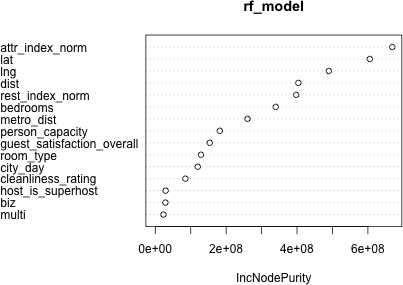 rf_model
attr_index_norm
lat
lng
dist
rest_index_norm
bedrooms
metro_dist
person_capacity
guest_satisfaction_overall
room_type
city_day
cleanliness_rating
host_is_superhost
biz
multi
0e+00 2e+08 4e+08 6e+08
IncNodePurity